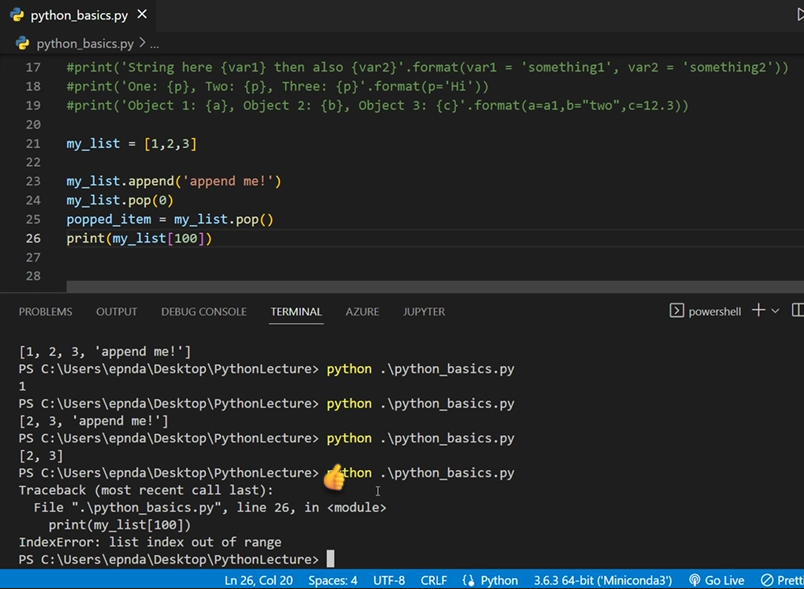 python_basics.py
python_basics.py > ...
17 #print('String here {var1} then also {var2}'.format(var1 = 'something1', var2 = 'something2'))
18 #print('One: {p}, Two: {p}, Three: {p}'.format(p='Hi'))
19 #print('Object 1: {a}, Object 2: {b}, Object 3: {c}'.format(a=a1,b="two",c=12.3))
20
21 my_list = [1,2,3]
22
23 my_list.append('append me!')
24 my_list.pop(0)
25 popped_item = my_list.pop()
26 print(my_list[100])
27
28
PROBLEMS OUTPUT DEBUG CONSOLE TERMINAL AZURE JUPYTER powershell
[1, 2, 3, 'append me!']
PS C:\Users\epnda\Desktop\PythonLecture> python .\python_basics.py
1
PS C:\Users\epnda\Desktop\PythonLecture> python .\python_basics.py
[2, 3, 'append me!']
PS C:\Users\epnda\Desktop\PythonLecture> python .\python_basics.py
[2, 3]
PS C:\Users\epnda\Desktop\PythonLecture> python .\python_basics.py
Traceback (most recent call last):
File ".\python_basics.py", line 26, in <module>
print(my_list[100])
IndexError: list index out of range
PS C:\Users\epnda\Desktop\PythonLecture>
Ln 26, Col 20 Spaces: 4 UTF-8 CRLF Python 3.6.3 64-bit ('Miniconda3') Go Live Prett